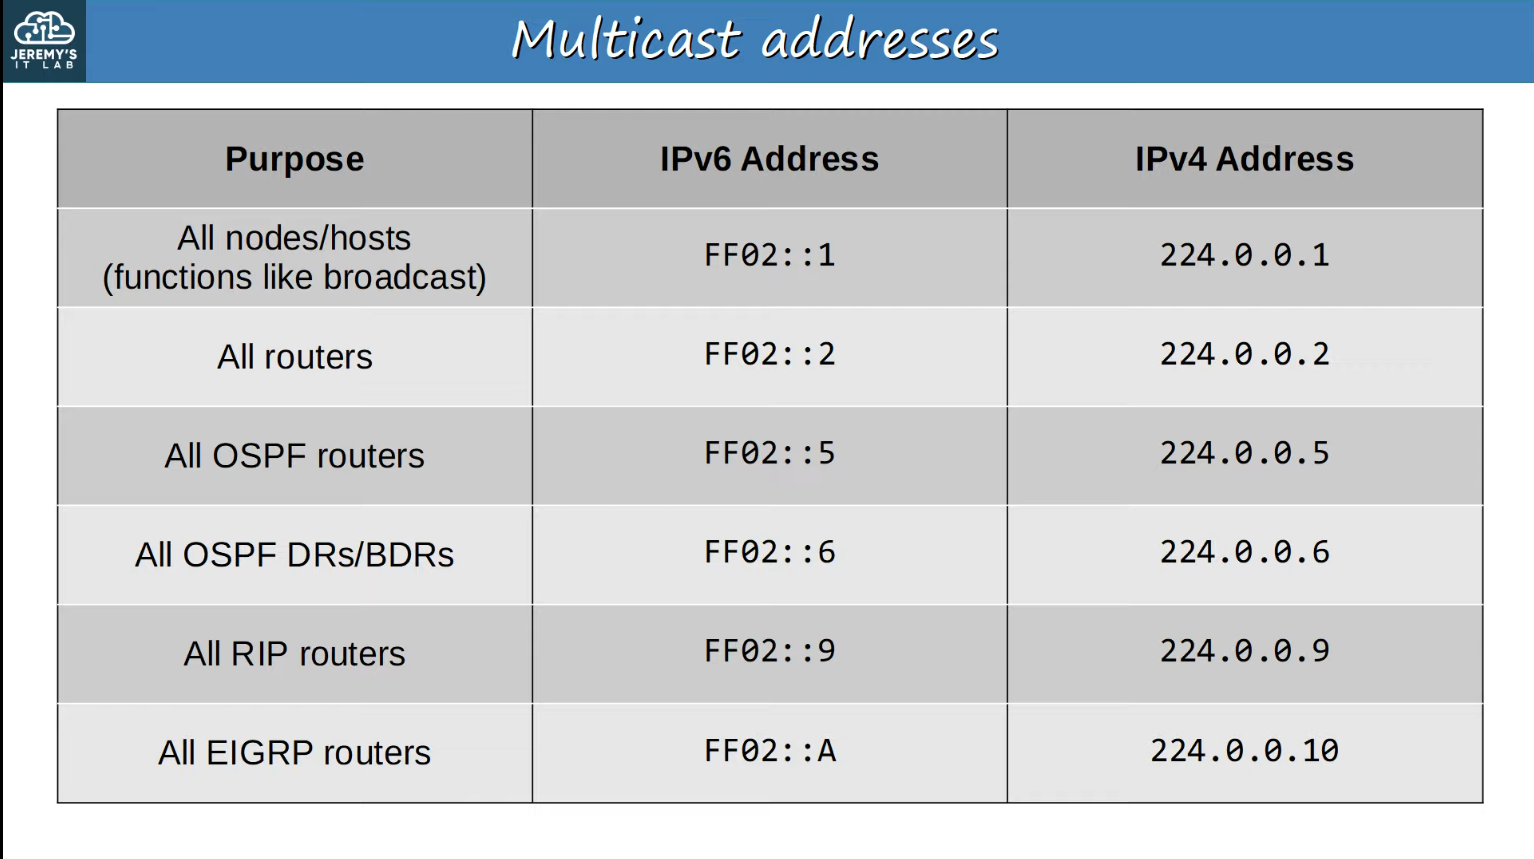 JEREMY'S
IT LAB
Multicast addresses
Purpose IPv6 Address IPv4 Address
All nodes/hosts
(functions like broadcast) FF02::1 224.0.0.1
All routers FF02::2 224.0.0.2
All OSPF routers FF02::5 224.0.0.5
All OSPF DRs/BDRs FF02::6 224.0.0.6
All RIP routers FF02::9 224.0.0.9
All EIGRP routers FF02::A 224.0.0.10